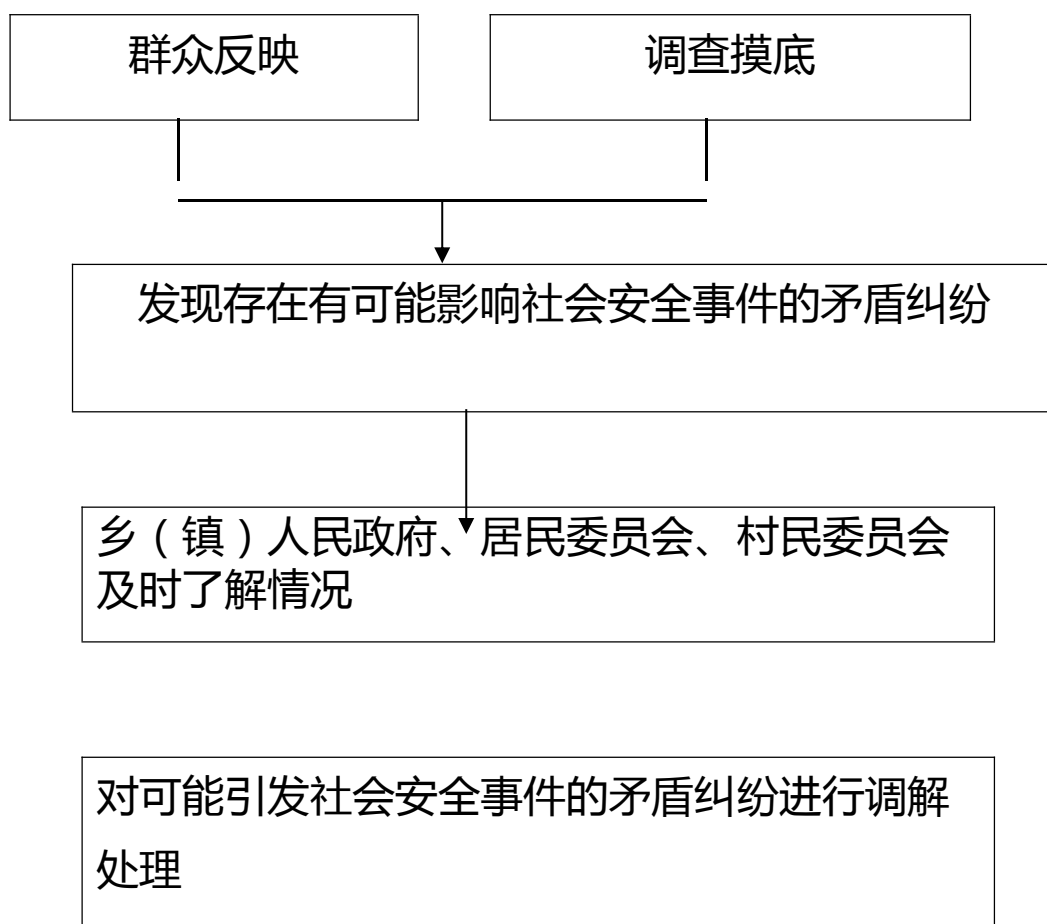 群众反映
调查摸底
发现存在有可能影响社会安全事件的矛盾纠纷
乡（镇）人民政府、居民委员会、村民委员会
及时了解情况
对可能引发社会安全事件的矛盾纠纷进行调解
处理